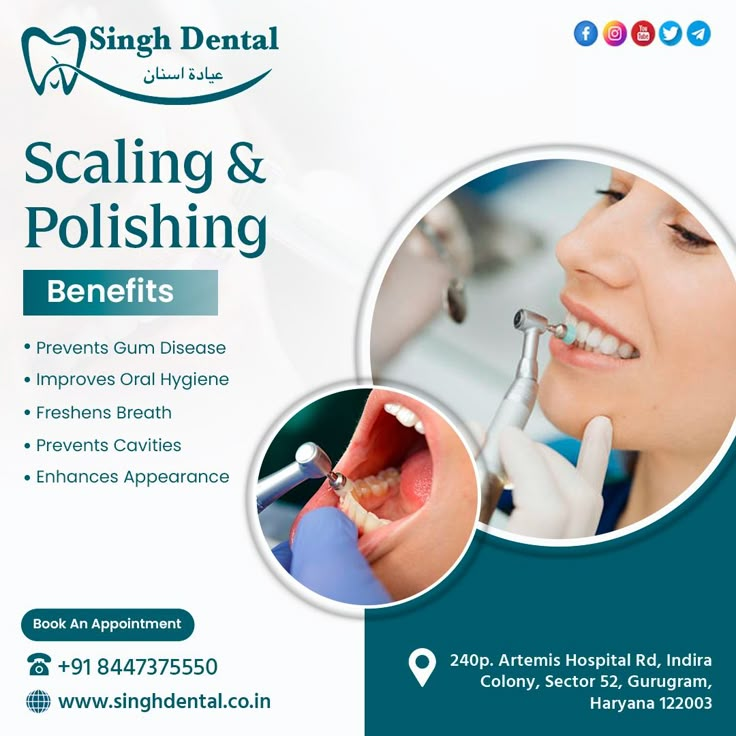 Singh Dental
عيادة اسنان
Scaling &
Polishing
Benefits
• Prevents Gum Disease
• Improves Oral Hygiene
• Freshens Breath
• Prevents Cavities
• Enhances Appearance
Book An Appointment
+91 8447375550
www.singhdental.co.in
240p. Artemis Hospital Rd, Indira
Colony, Sector 52, Gurugram,
Haryana 122003